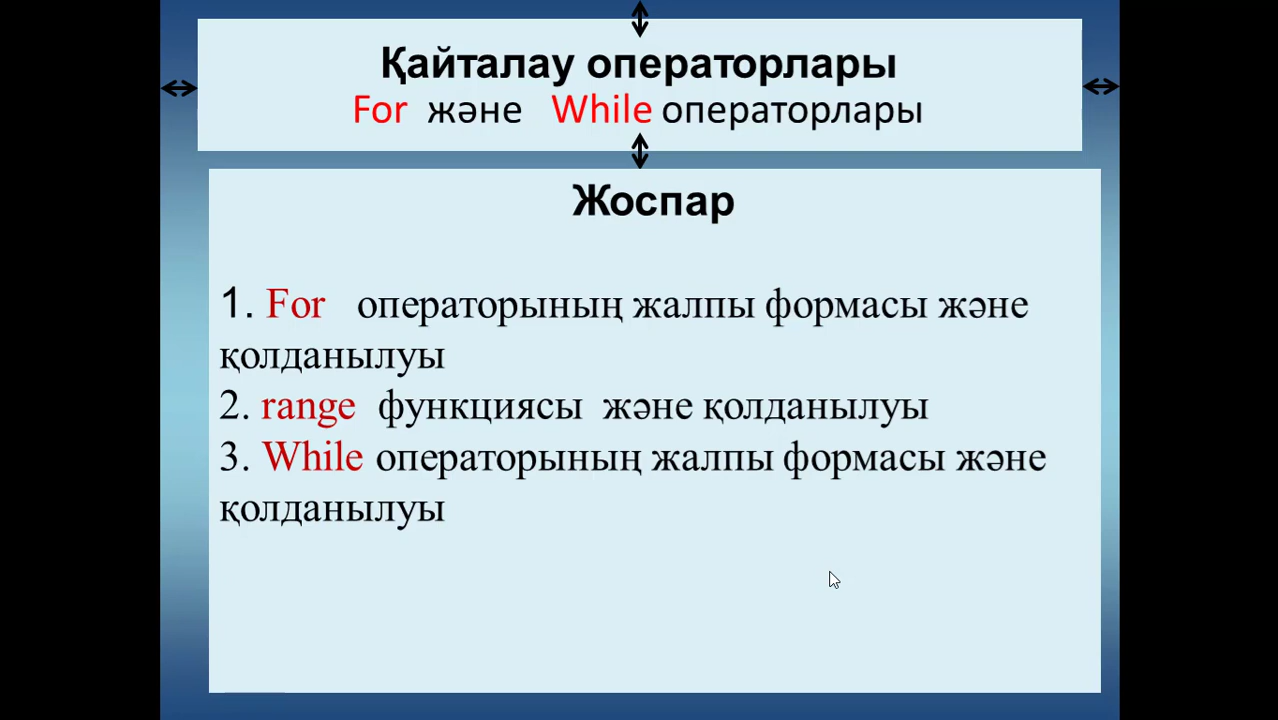 Қайталау операторлары
For және While операторлары
Жоспар
1. For операторының жалпы формасы және
қолданылуы
2. range функциясы және қолданылуы
3. While операторының жалпы формасы және
қолданылуы